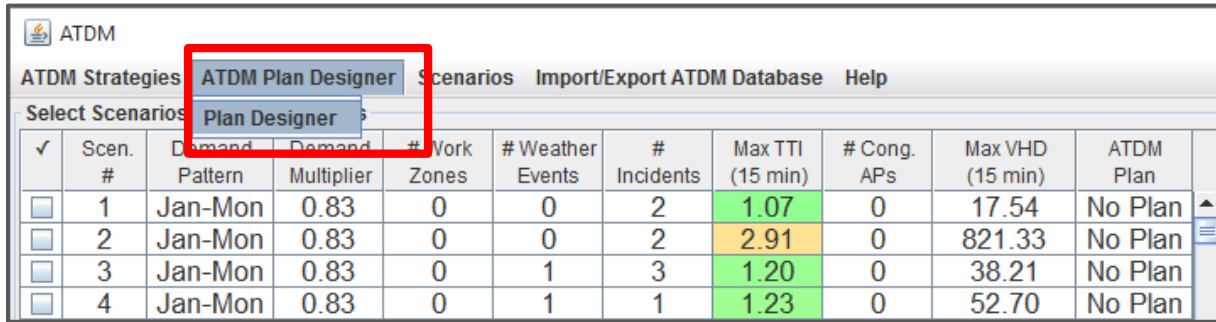 ATDM
ATDM Strategies ATDM Plan Designer Scenarios Import/Export ATDM Database Help
Select Scenarios
Plan Designer
✓ Scen. # Demand Pattern Demand Multiplier # Work Zones # Weather Events # Incidents Max TTI (15 min) # Cong. APs Max VHD (15 min) ATDM Plan
1 Jan-Mon 0.83 0 0 2 1.07 0 17.54 No Plan
2 Jan-Mon 0.83 0 0 2 2.91 0 821.33 No Plan
3 Jan-Mon 0.83 0 1 3 1.20 0 38.21 No Plan
4 Jan-Mon 0.83 0 1 1 1.23 0 52.70 No Plan